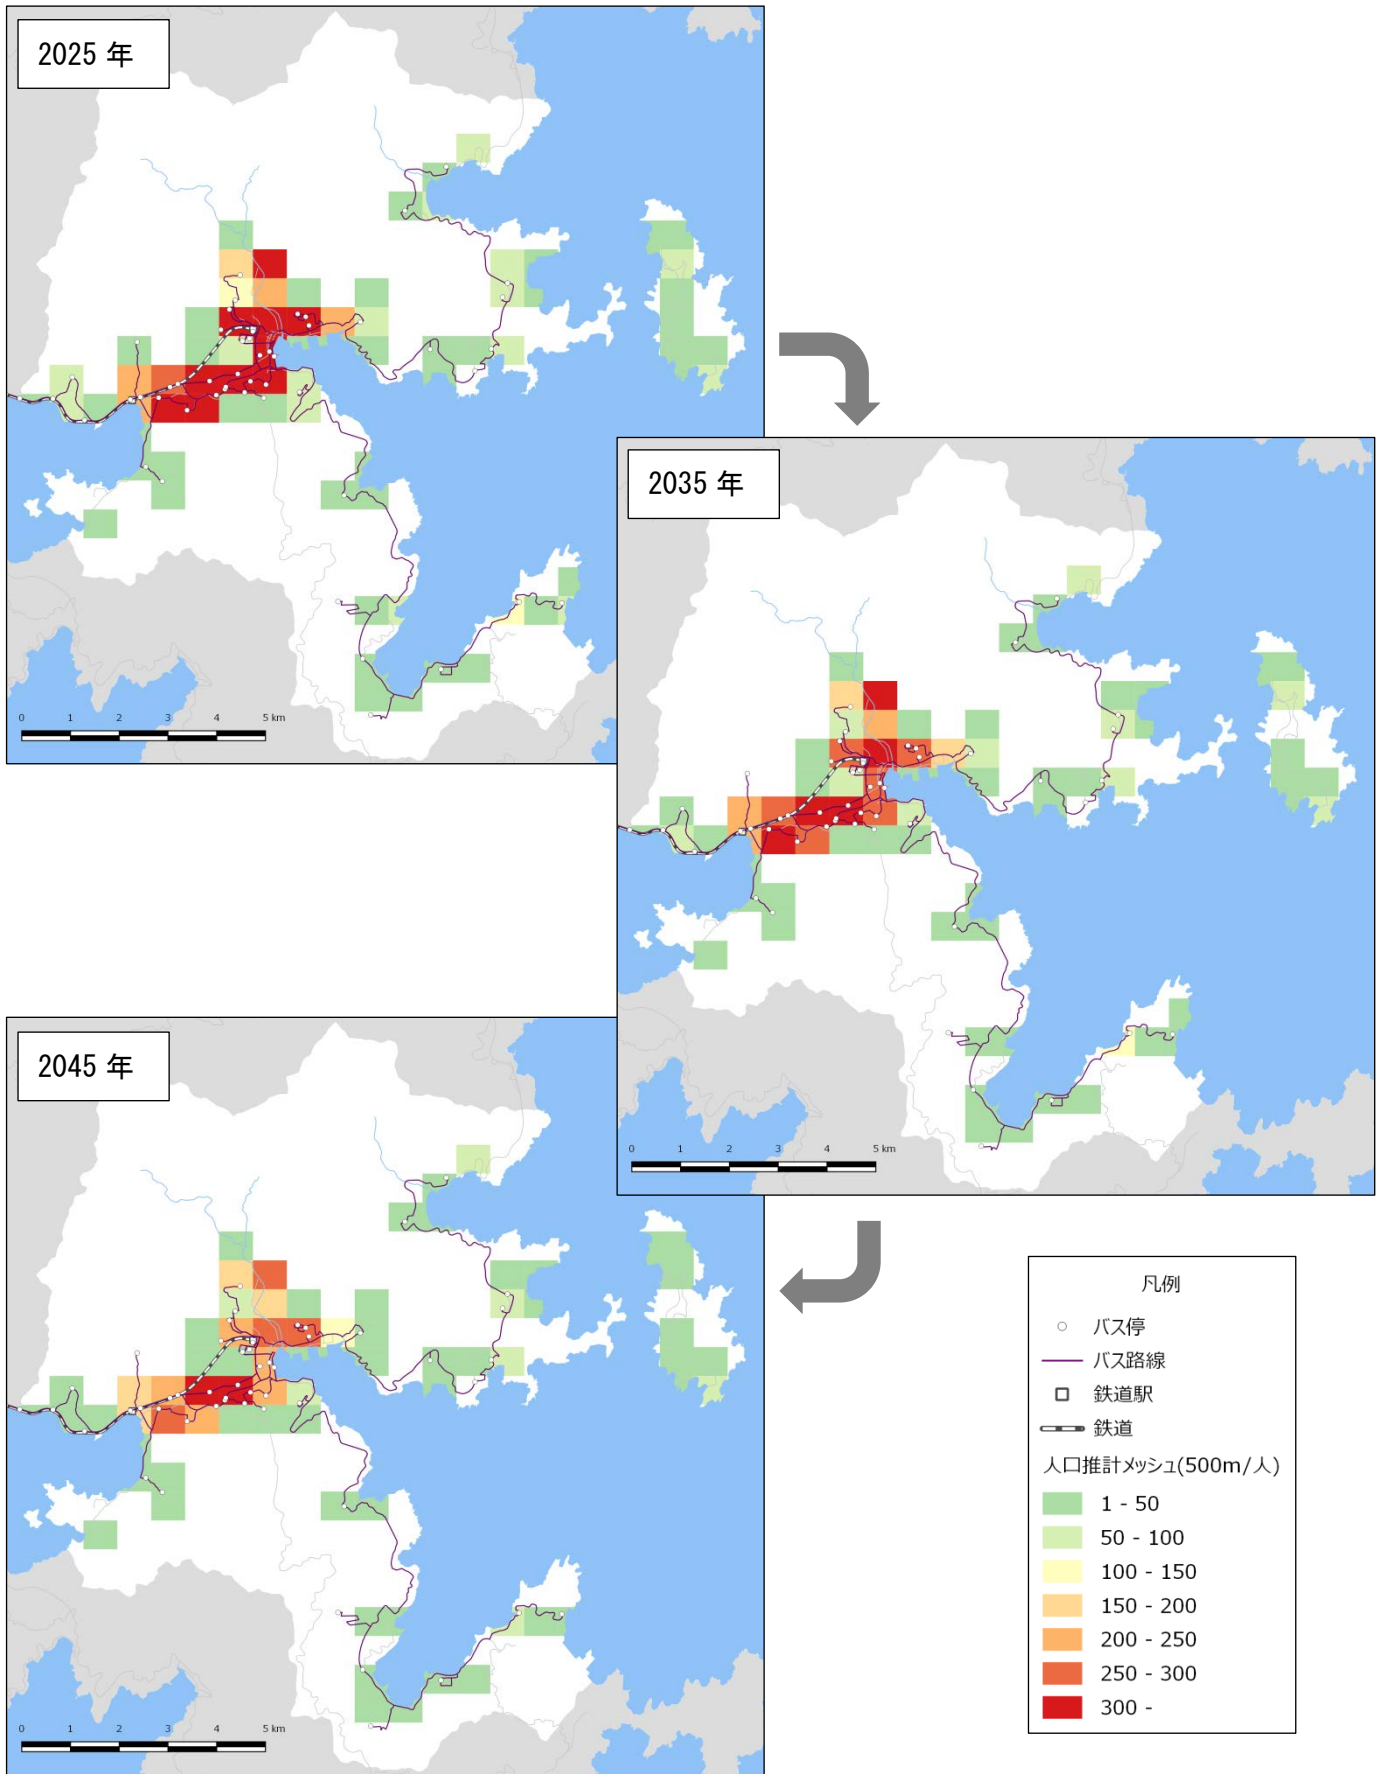 2025 年
0 1 2 3 4 5 km
2035 年
0 1 2 3 4 5 km
2045 年
0 1 2 3 4 5 km
凡例
バス停
バス路線
鉄道駅
鉄道
人口推計メッシュ(500m/人)
1 - 50
50 - 100
100 - 150
150 - 200
200 - 250
250 - 300
300 -